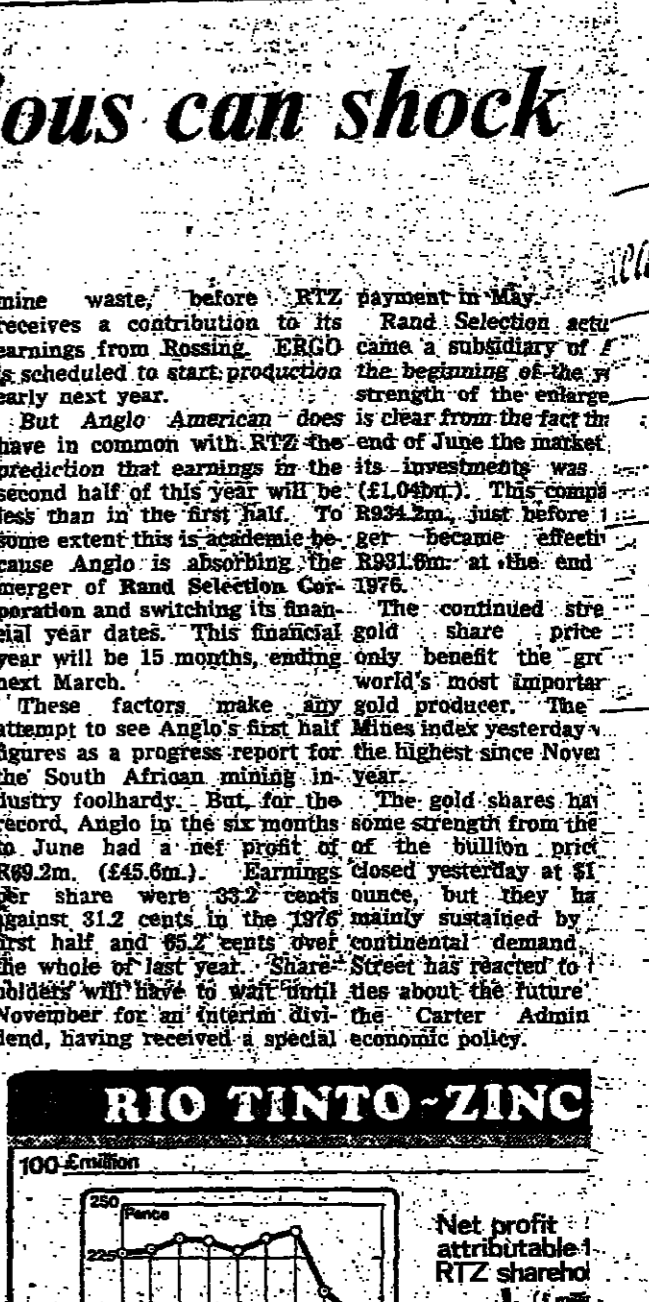 ous can shock
mine waste, before RTZ
receives a contribution to its
earnings from Rossing. ERGO
is scheduled to start production
early next year.
But Anglo American does
have in common with RTZ the
prediction that earnings in the
second half of this year will be
less than in the first half. To
some extent this is academic be-
cause Anglo is absorbing the
merger of Rand Selection Cor-
poration and switching its finan-
cial year dates. This financial
year will be 15 months, ending
next March.
These factors make any
attempt to see Anglo's first half
figures as a progress report for
the South African mining in-
dustry foolhardy. But, for the
record, Anglo in the six months
to June had a net profit of
R69.2m. (£45.6m.). Earnings
per share were 33.2 cents
against 31.2 cents in the 1976
first half and 65.2 cents over
the whole of last year. Share-
holders will have to wait until
November for an interim divi-
dend, having received a special
payment in May.
Rand Selection actu
came a subsidiary of
the beginning of the
strength of the enlarge
is clear from the fact
end of June the market
its investments was
(£1.04bn.). This compa
R934.2m. just before
ger became effecti
R931.6m. at the end
1976.
The continued stre
gold share price
only benefit the
world's most importan
gold producer. The
Mines index yesterday
the highest since Nove
year.
The gold shares ha
some strength from the
of the bullion pric
closed yesterday at $1
ounce, but they ha
mainly sustained by
continental demand.
Street has reacted to
ties about the future
the Carter Admin
economic policy.
RIO TINTO-ZINC
100 £million
250
Pence
225
Net profit
attributable
RTZ sharehol